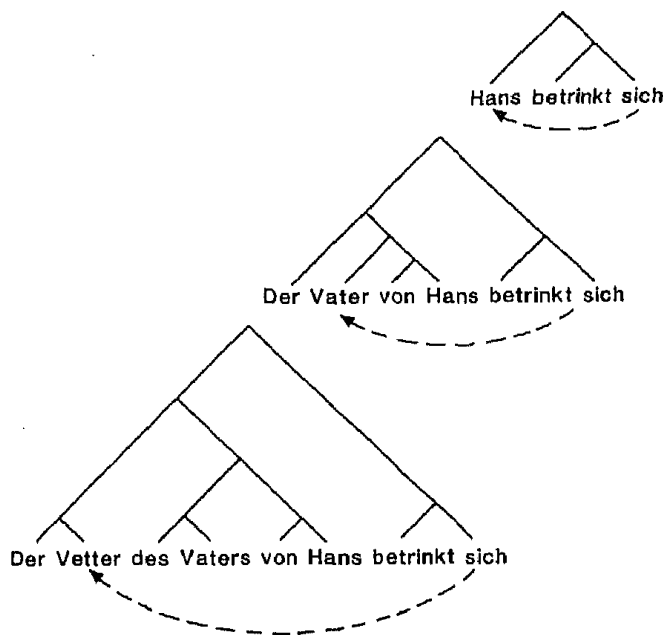 Hans betrinkt sich
Der Vater von Hans betrinkt sich
Der Vetter des Vaters von Hans betrinkt sich